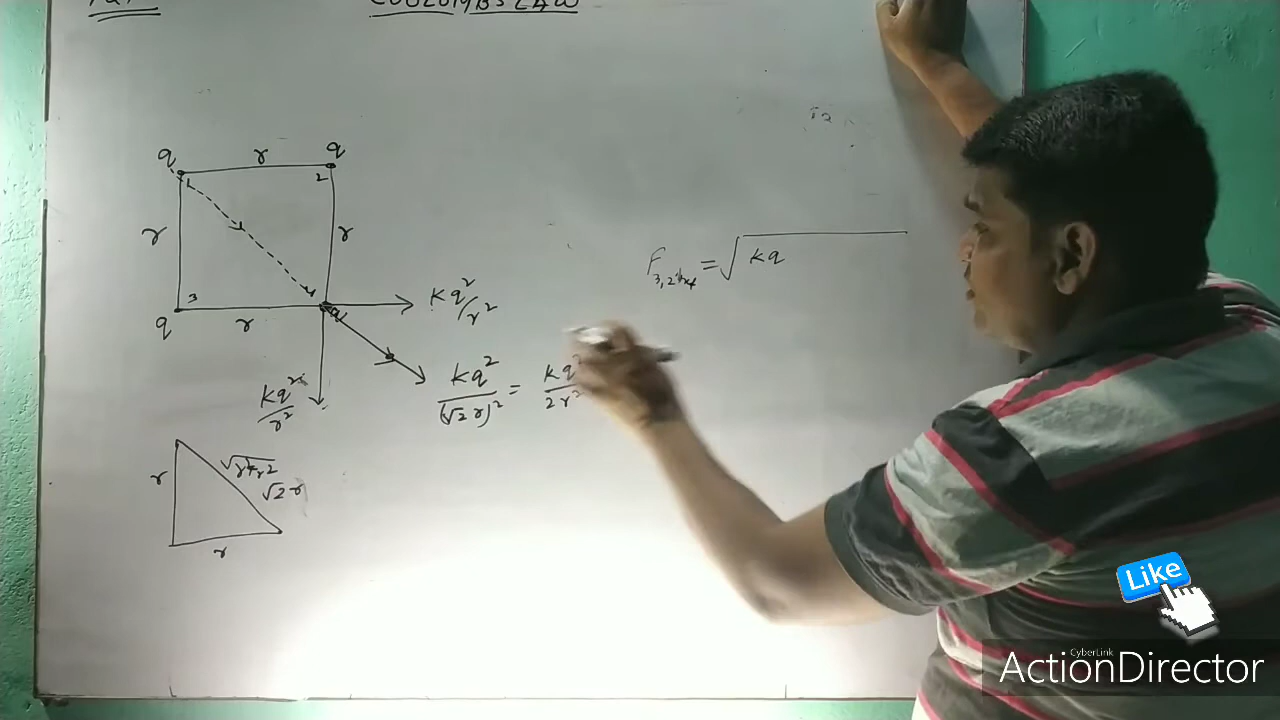 COULOMB'S LAW
q r q
1 2
r r
F3,2 = √kq
3 4
q r q
kq²/r²
kq²/r²
kq²/(√2 r)² = kq²/2r²
r √r²+r²
√2 r
r
Like
CyberLink
ActionDirector